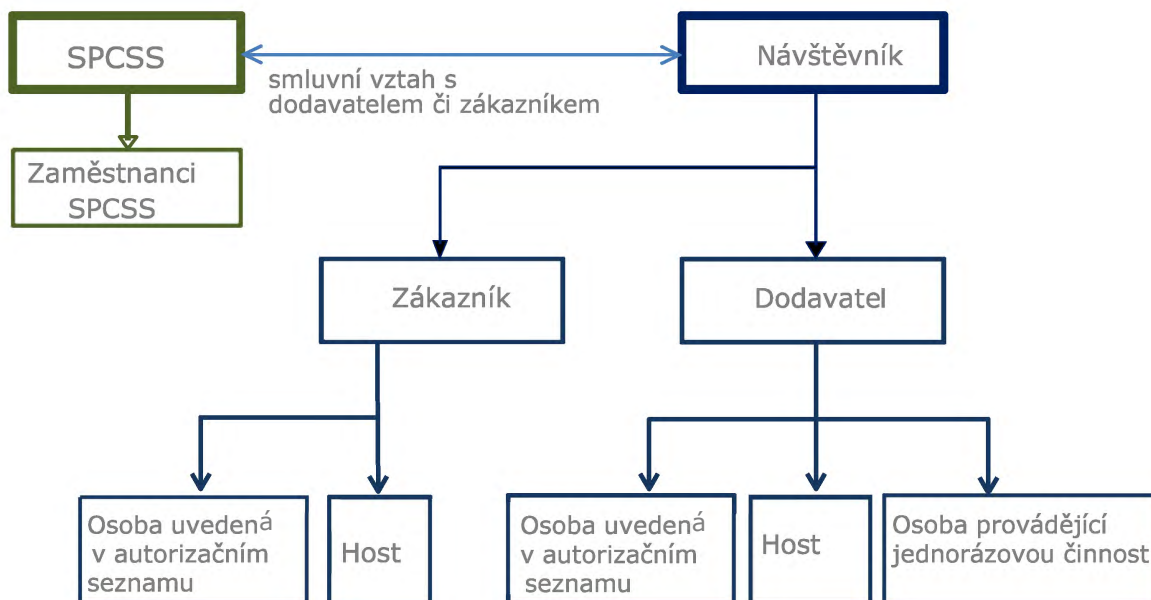 SPCSS
Návštěvník
smluvní vztah s
dodavatelem či zákazníkem
Zaměstnanci
SPCSS
Zákazník
Dodavatel
Osoba uvedená
v autorizačním
seznamu
Host
Osoba uvedená
v autorizačním
seznamu
Host
Osoba provádějící
jednorázovou činnost